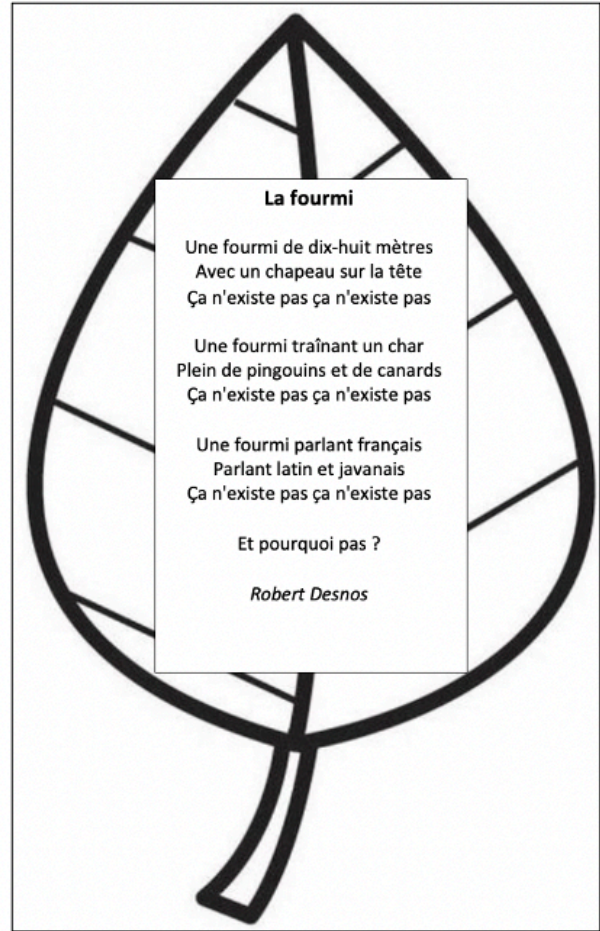 La fourmi
Une fourmi de dix-huit mètres
Avec un chapeau sur la tête
Ça n'existe pas ça n'existe pas
Une fourmi traînant un char
Plein de pingouins et de canards
Ça n'existe pas ça n'existe pas
Une fourmi parlant français
Parlant latin et javanais
Ça n'existe pas ça n'existe pas
Et pourquoi pas ?
Robert Desnos